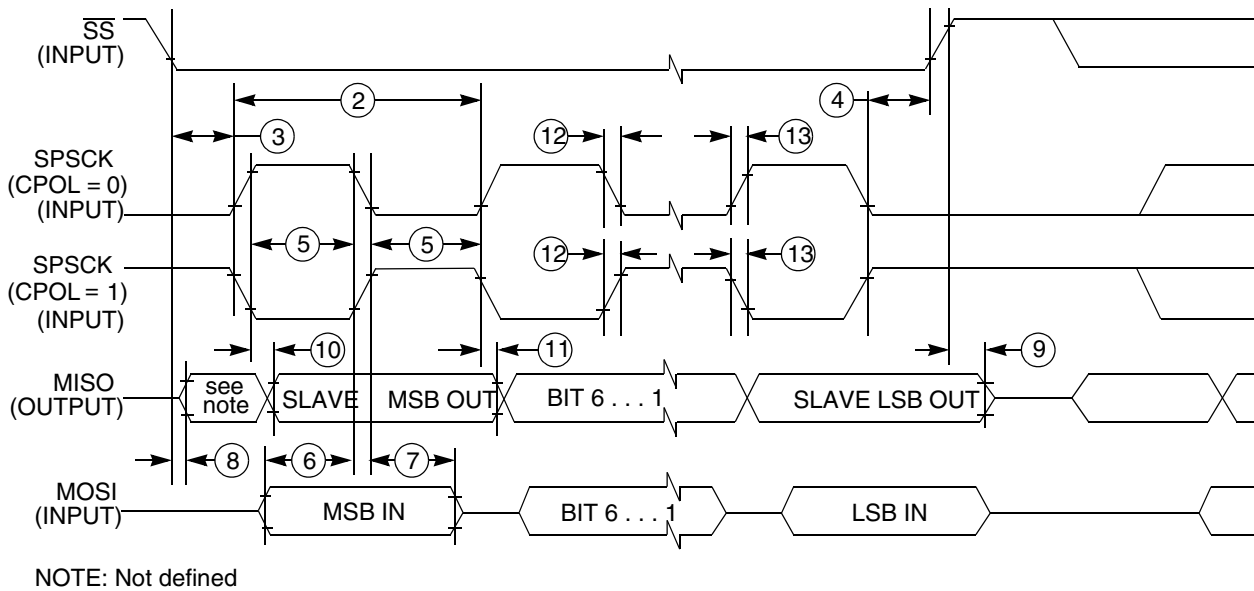 SS
(INPUT)
2
4
3
12
13
SPSCK
(CPOL = 0)
(INPUT)
5
5
12
13
SPSCK
(CPOL = 1)
(INPUT)
10
11
9
MISO
(OUTPUT)
see
note
SLAVE
MSB OUT
BIT 6 . . . 1
SLAVE LSB OUT
8
6
7
MOSI
(INPUT)
MSB IN
BIT 6 . . . 1
LSB IN
NOTE: Not defined